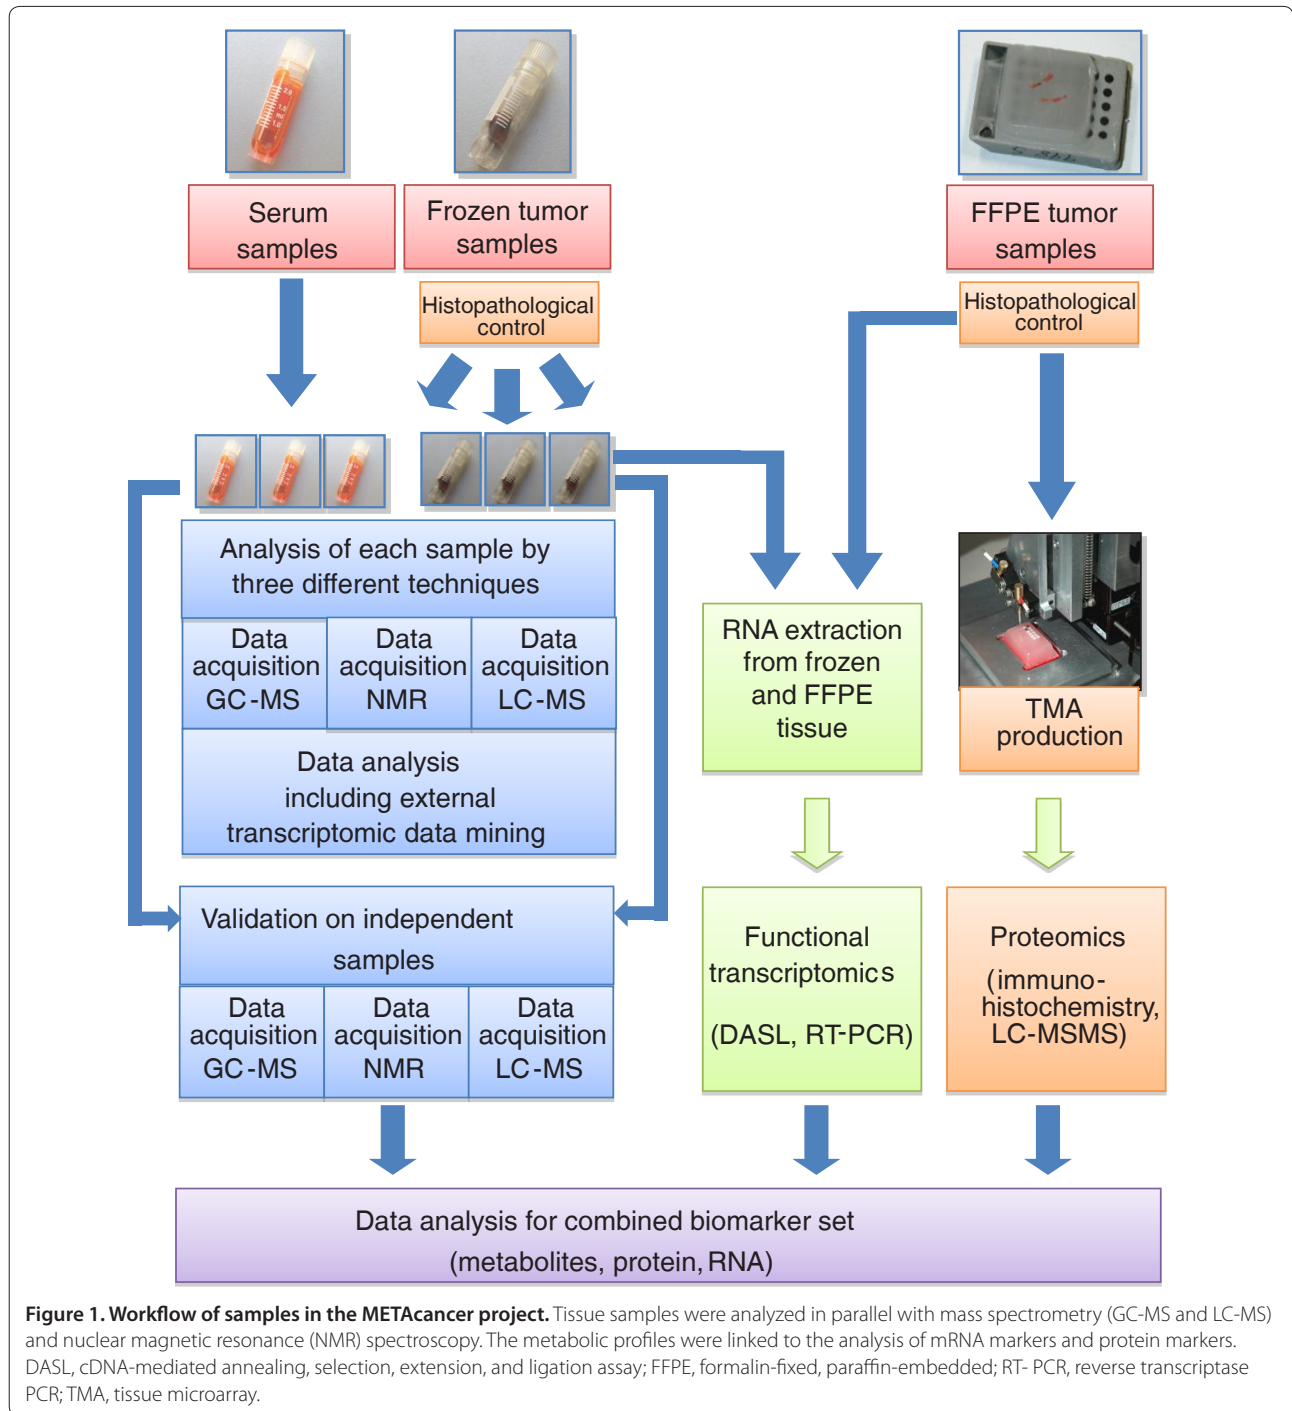 Serum
samples
Frozen tumor
samples
FFPE tumor
samples
Histopathological
control
Histopathological
control
Analysis of each sample by
three different techniques
Data
acquisition
GC-MS
Data
acquisition
NMR
Data
acquisition
LC-MS
Data analysis
including external
transcriptomic data mining
RNA extraction
from frozen
and FFPE
tissue
TMA
production
Validation on independent
samples
Data
acquisition
GC-MS
Data
acquisition
NMR
Data
acquisition
LC-MS
Functional
transcriptomics
(DASL, RT-PCR)
Proteomics
(immuno-
histochemistry,
LC-MSMS)
Data analysis for combined biomarker set
(metabolites, protein, RNA)
Figure 1. Workflow of samples in the METAcancer project. Tissue samples were analyzed in parallel with mass spectrometry (GC-MS and LC-MS)
and nuclear magnetic resonance (NMR) spectroscopy. The metabolic profiles were linked to the analysis of mRNA markers and protein markers.
DASL, cDNA-mediated annealing, selection, extension, and ligation assay; FFPE, formalin-fixed, paraffin-embedded; RT- PCR, reverse transcriptase
PCR; TMA, tissue microarray.